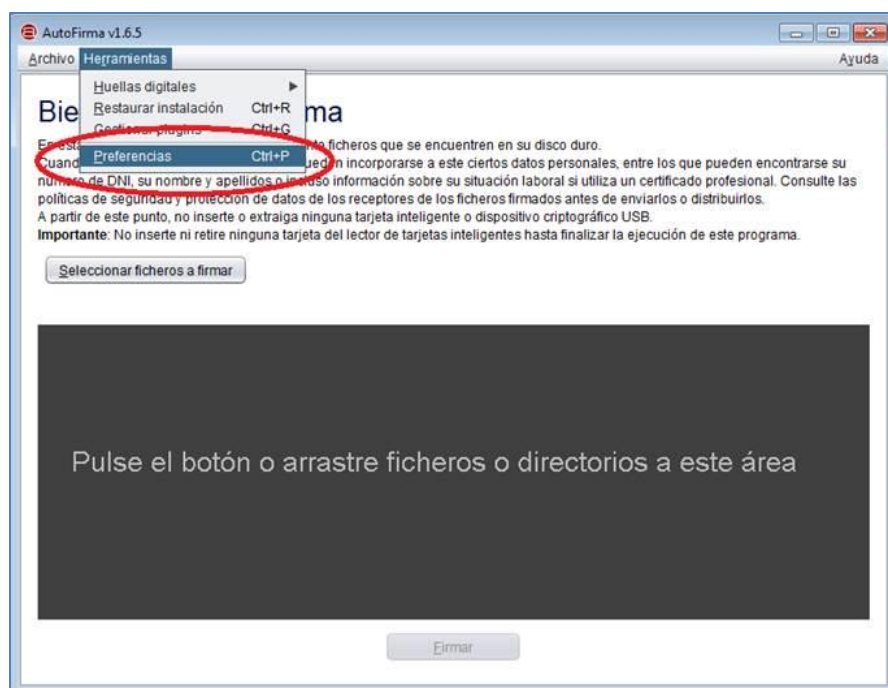 AutoFirma v1.6.5
Archivo Herramientas Ayuda
Huellas digitales
Restaurar instalación Ctrl+R
Gestionar plugins Ctrl+G
Preferencias Ctrl+P
Bie ma
En esta ficheros que se encuentren en su disco duro.
Cuand ueden incorporarse a este ciertos datos personales, entre los que pueden encontrarse su
número de DNI, su nombre y apellidos o incluso información sobre su situación laboral si utiliza un certificado profesional. Consulte las
políticas de seguridad y protección de datos de los receptores de los ficheros firmados antes de enviarlos o distribuirlos.
A partir de este punto, no inserte o extraiga ninguna tarjeta inteligente o dispositivo criptográfico USB.
Importante: No inserte ni retire ninguna tarjeta del lector de tarjetas inteligentes hasta finalizar la ejecución de este programa.
Seleccionar ficheros a firmar
Pulse el botón o arrastre ficheros o directorios a este área
Firmar